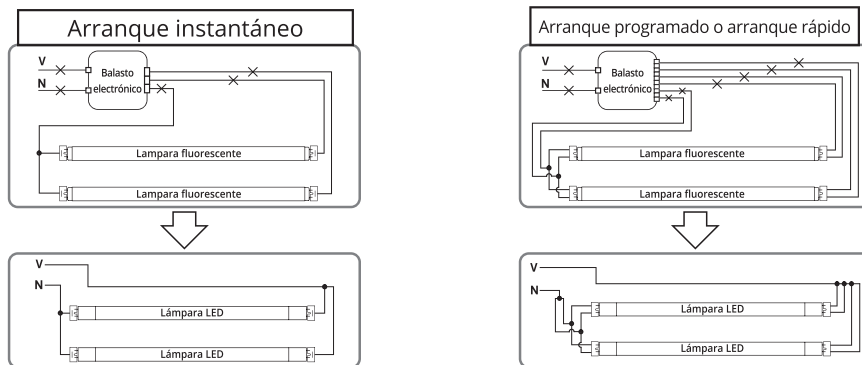 Arranque instantáneo
V
N
Balasto
electrónico
Lampara fluorescente
Lampara fluorescente
V
N
Lámpara LED
Lámpara LED
Arranque programado o arranque rápido
V
N
Balasto
electrónico
Lampara fluorescente
Lampara fluorescente
V
N
Lámpara LED
Lámpara LED